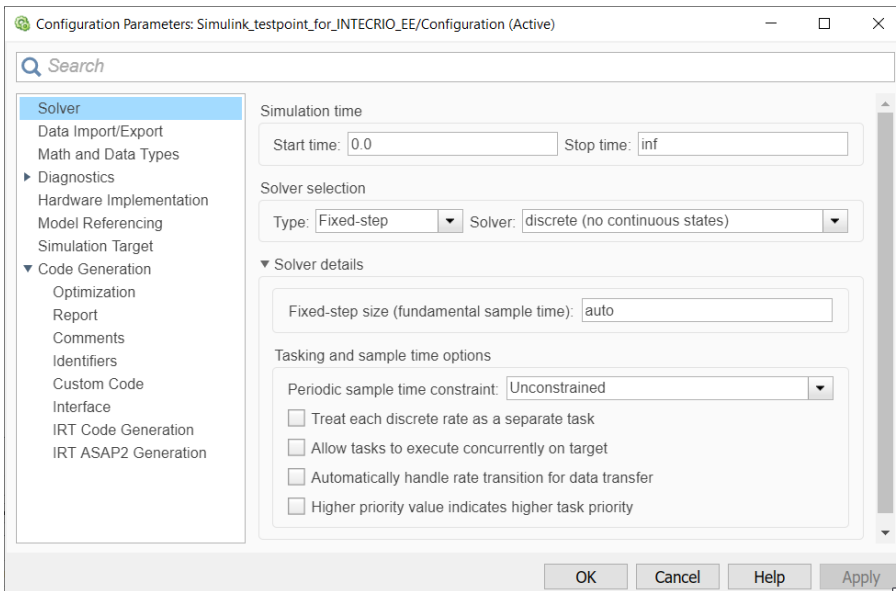 Configuration Parameters: Simulink_testpoint_for_INTECRIO_EE/Configuration (Active)
Search
Solver
Data Import/Export
Math and Data Types
Diagnostics
Hardware Implementation
Model Referencing
Simulation Target
Code Generation
Optimization
Report
Comments
Identifiers
Custom Code
Interface
IRT Code Generation
IRT ASAP2 Generation
Simulation time
Start time: 0.0 Stop time: inf
Solver selection
Type: Fixed-step Solver: discrete (no continuous states)
Solver details
Fixed-step size (fundamental sample time): auto
Tasking and sample time options
Periodic sample time constraint: Unconstrained
Treat each discrete rate as a separate task
Allow tasks to execute concurrently on target
Automatically handle rate transition for data transfer
Higher priority value indicates higher task priority
OK Cancel Help Apply